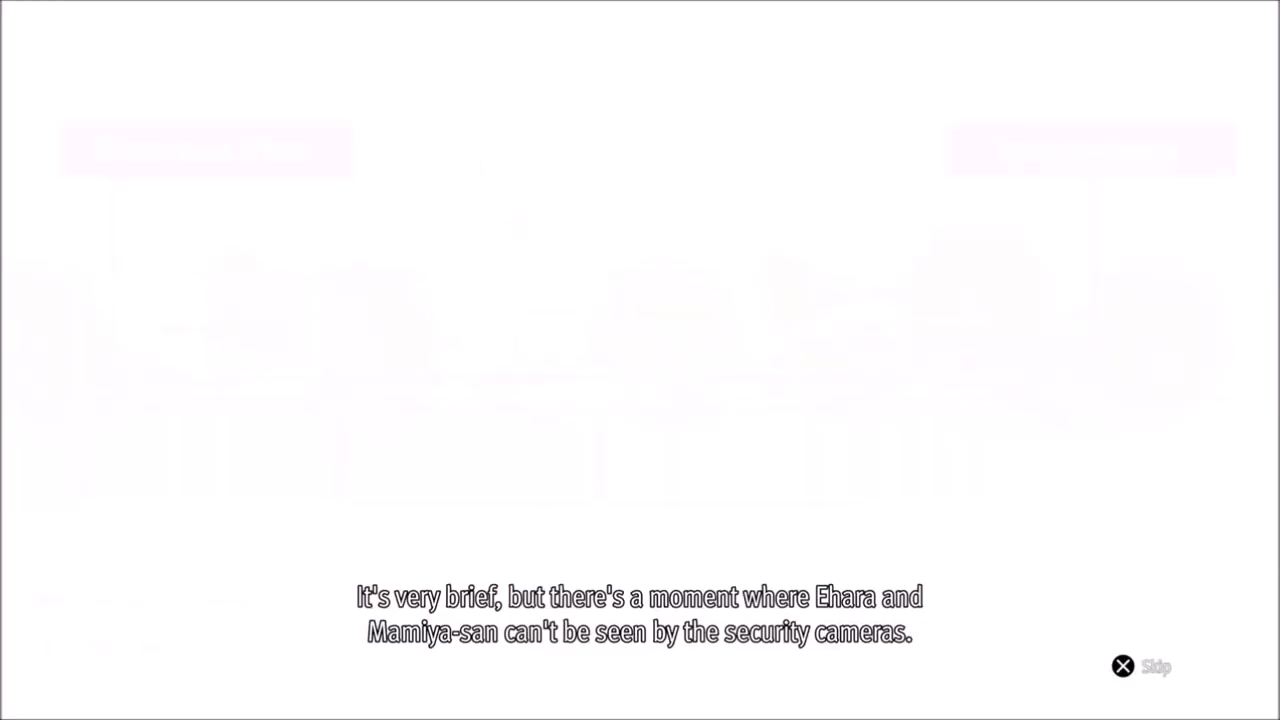 It's very brief, but there's a moment where Ehara and
Mamiya-san can't be seen by the security cameras.
Skip